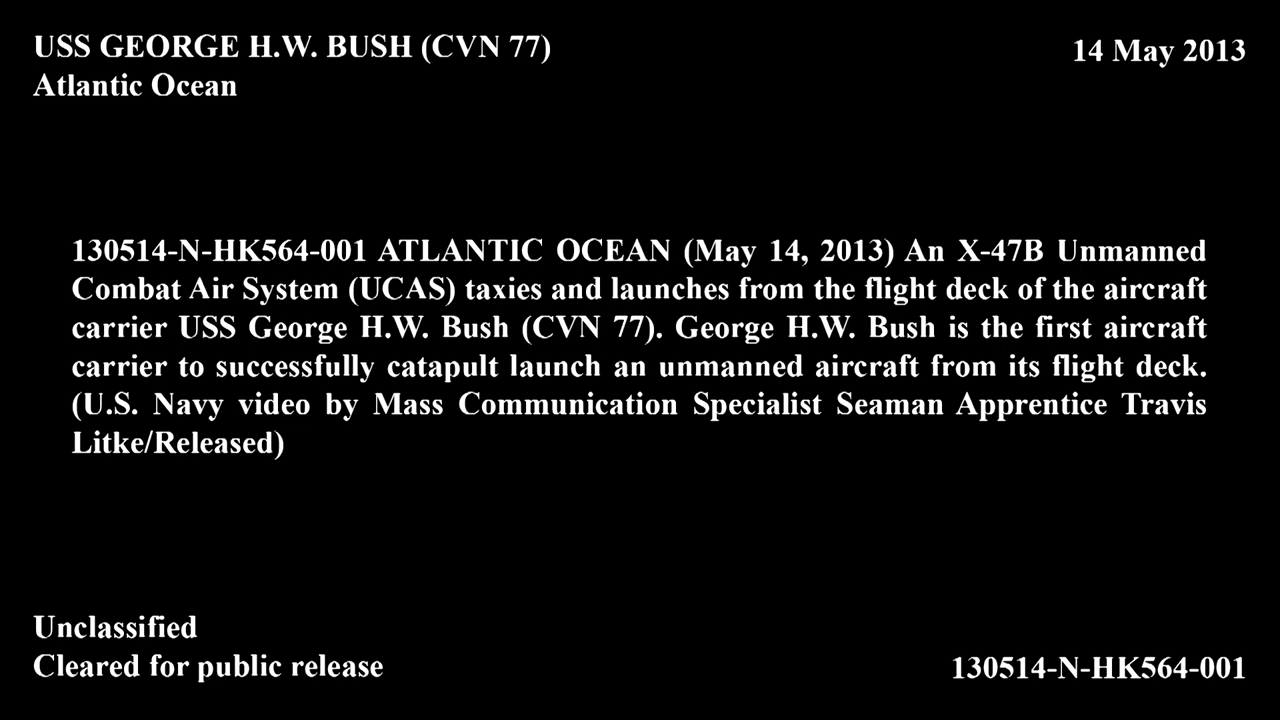 USS GEORGE H.W. BUSH (CVN 77)
Atlantic Ocean
14 May 2013
130514-N-HK564-001 ATLANTIC OCEAN (May 14, 2013) An X-47B Unmanned
Combat Air System (UCAS) taxies and launches from the flight deck of the aircraft
carrier USS George H.W. Bush (CVN 77). George H.W. Bush is the first aircraft
carrier to successfully catapult launch an unmanned aircraft from its flight deck.
(U.S. Navy video by Mass Communication Specialist Seaman Apprentice Travis
Litke/Released)
Unclassified
Cleared for public release
130514-N-HK564-001